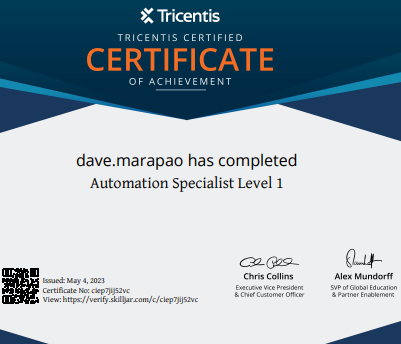 Tricentis
TRICENTIS CERTIFIED
CERTIFICATE
OF ACHIEVEMENT
dave.marapao has completed
Automation Specialist Level 1
Issued: May 4, 2023
Certificate No: ciep7jij52vc
View: https://verify.skilljar.com/c/ciep7jij52vc
Chris Collins
Executive Vice President
& Chief Customer Officer
Alex Mundorff
SVP of Global Education
& Partner Enablement